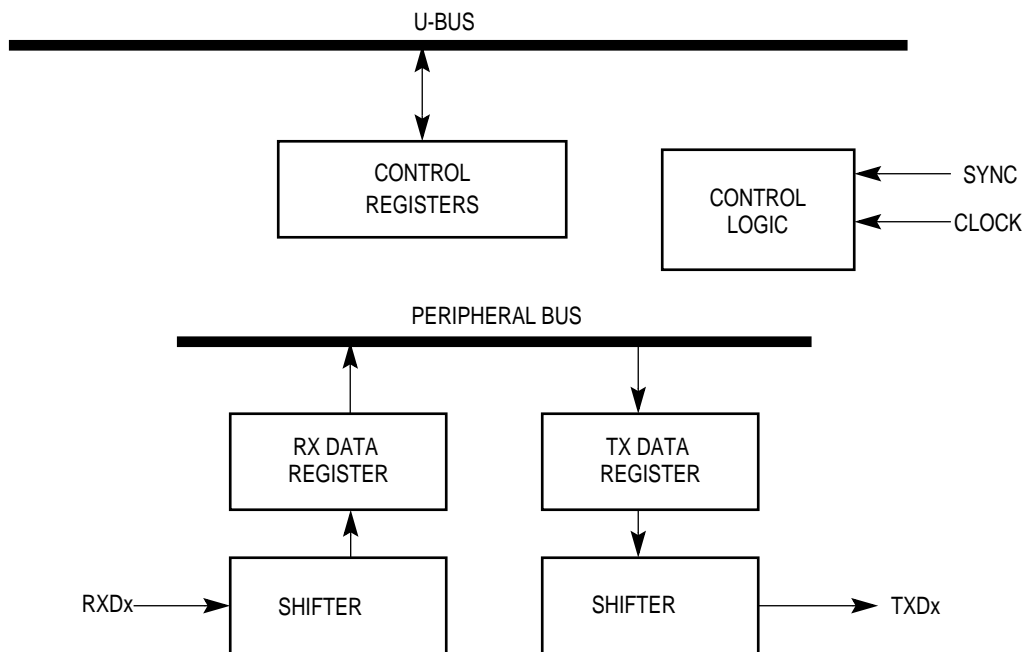 U-BUS
CONTROL
REGISTERS
CONTROL
LOGIC
SYNC
CLOCK
PERIPHERAL BUS
RX DATA
REGISTER
TX DATA
REGISTER
RXDx
SHIFTER
SHIFTER
TXDx